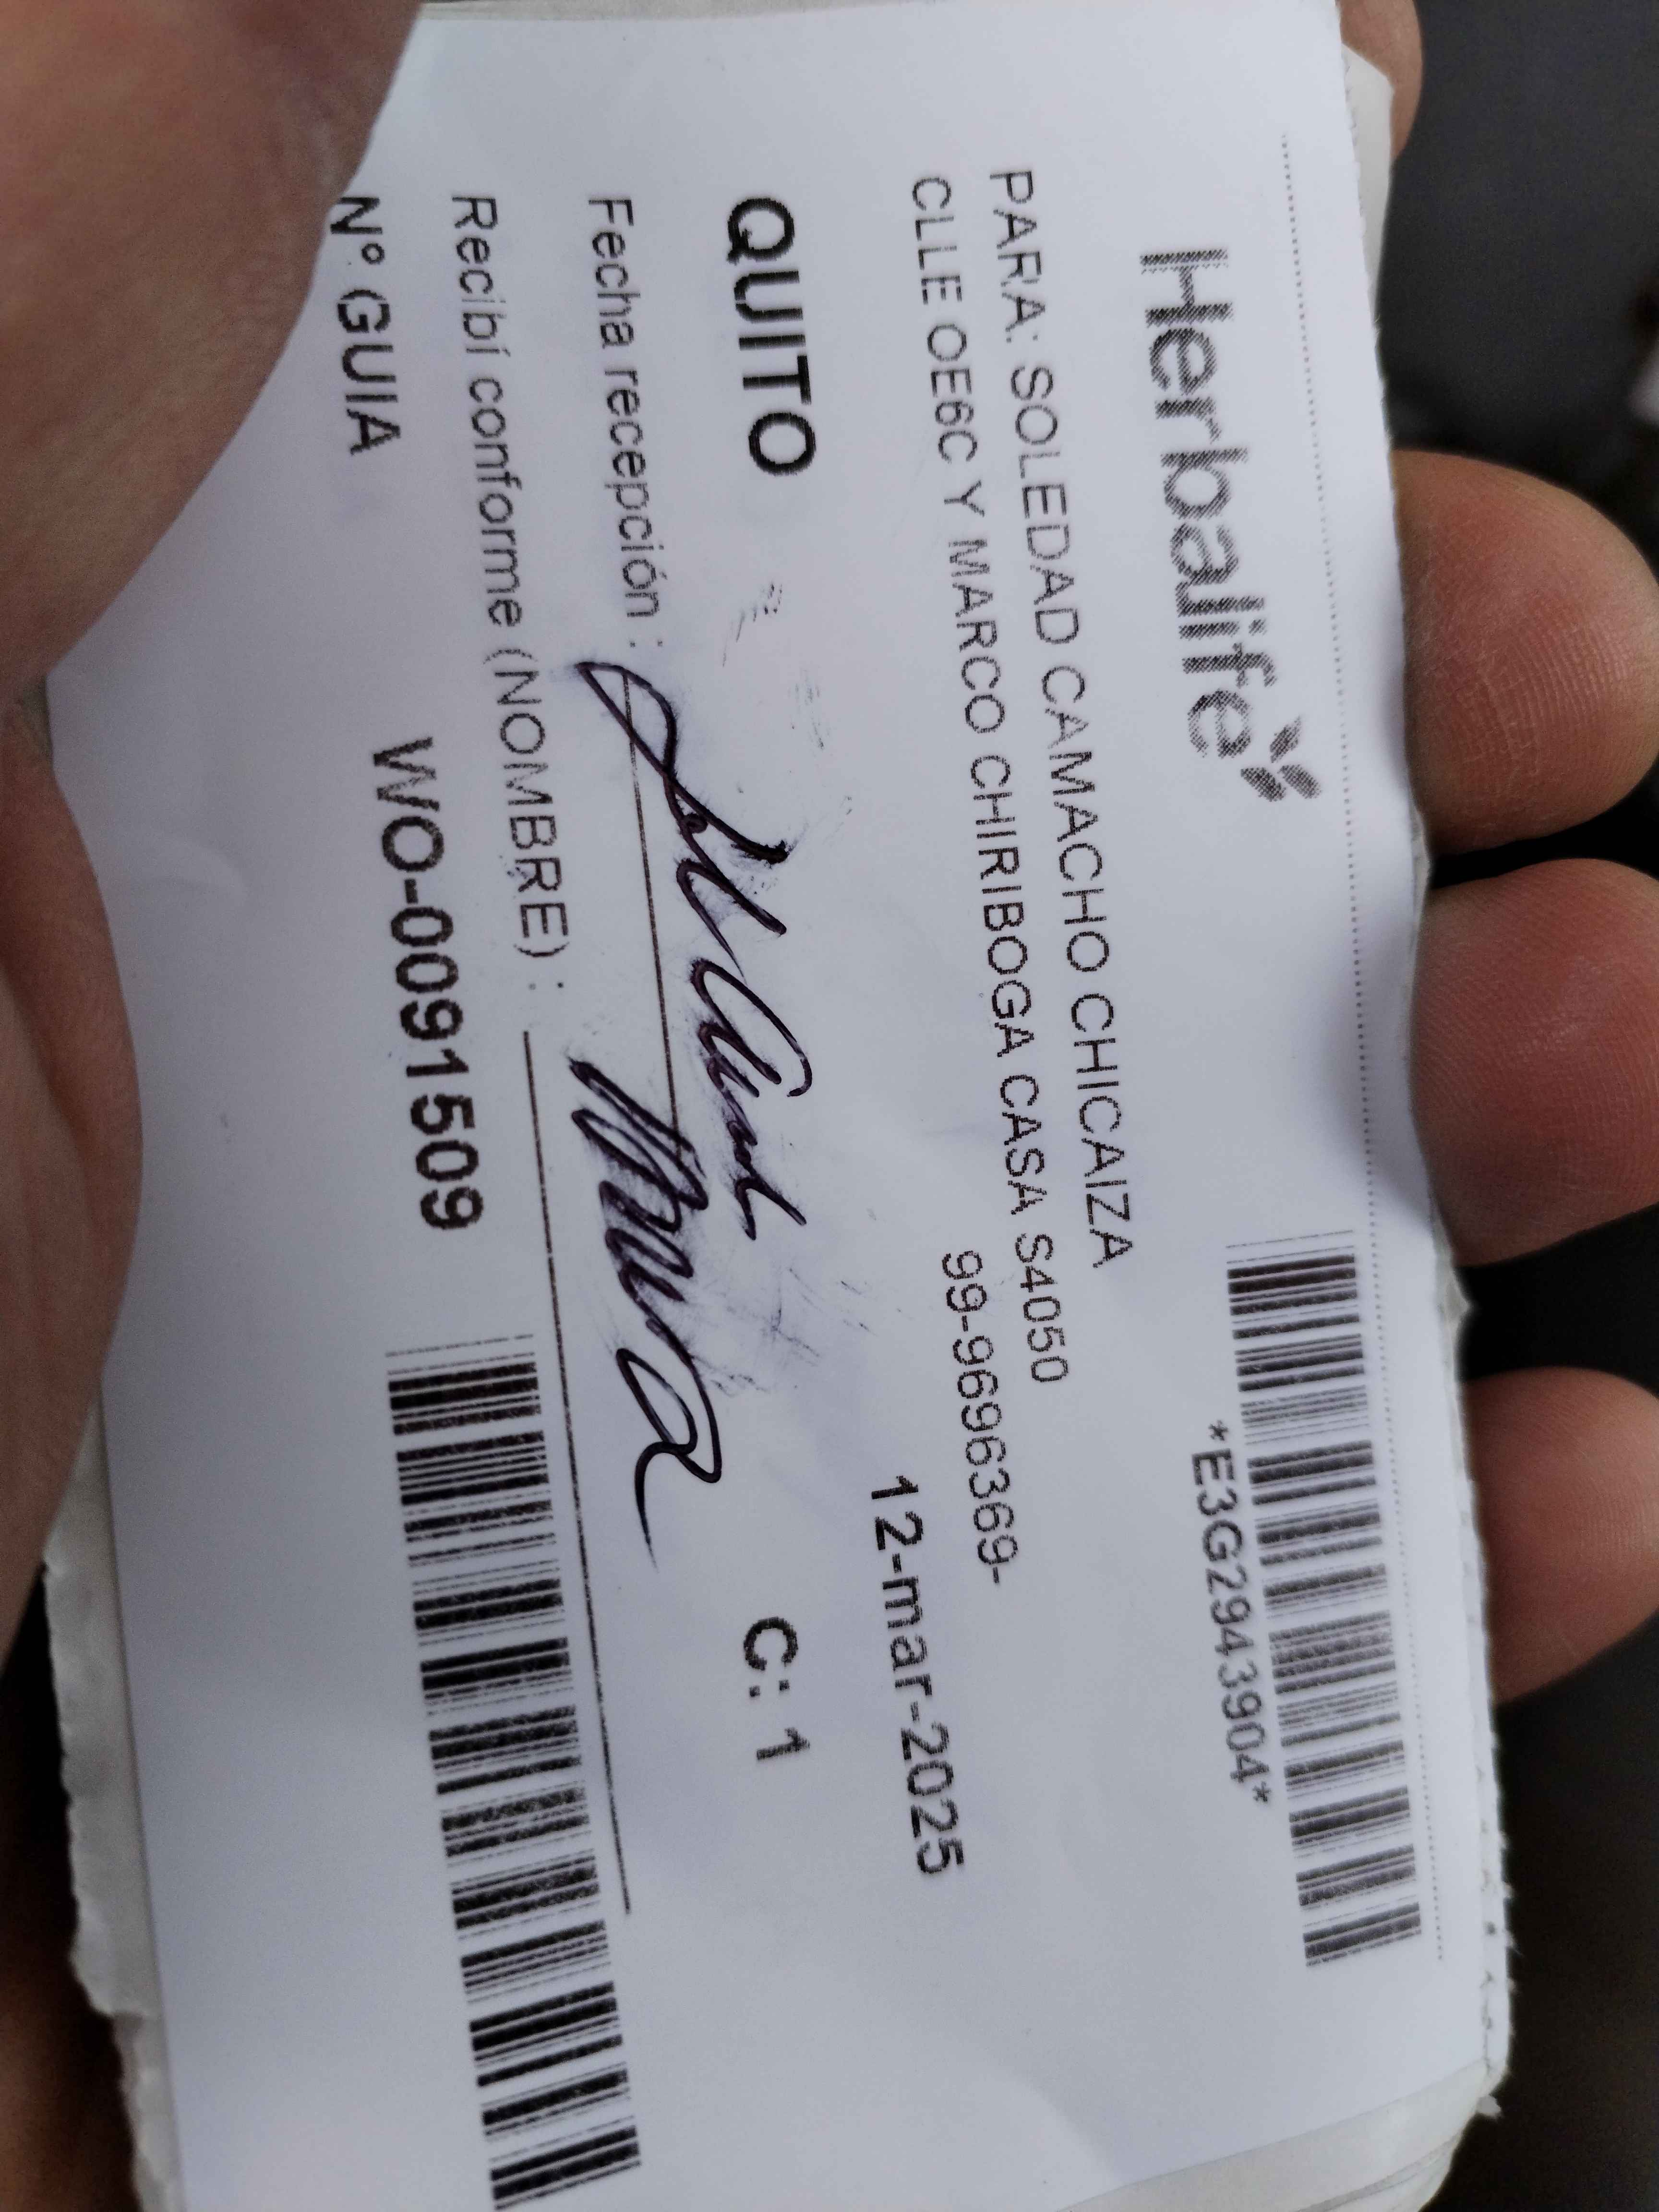 Herbalife
*E3G2943904*
PARA: SOLEDAD CAMACHO CHICAIZA
CLLE OE6C Y MARCO CHIRIBOGA CASA S4050
99-9696369-
12-mar-2025
QUITO
C: 1
Fecha recepción :
Recibí conforme (NOMBRE) :
Nº GUIA WO-0091509